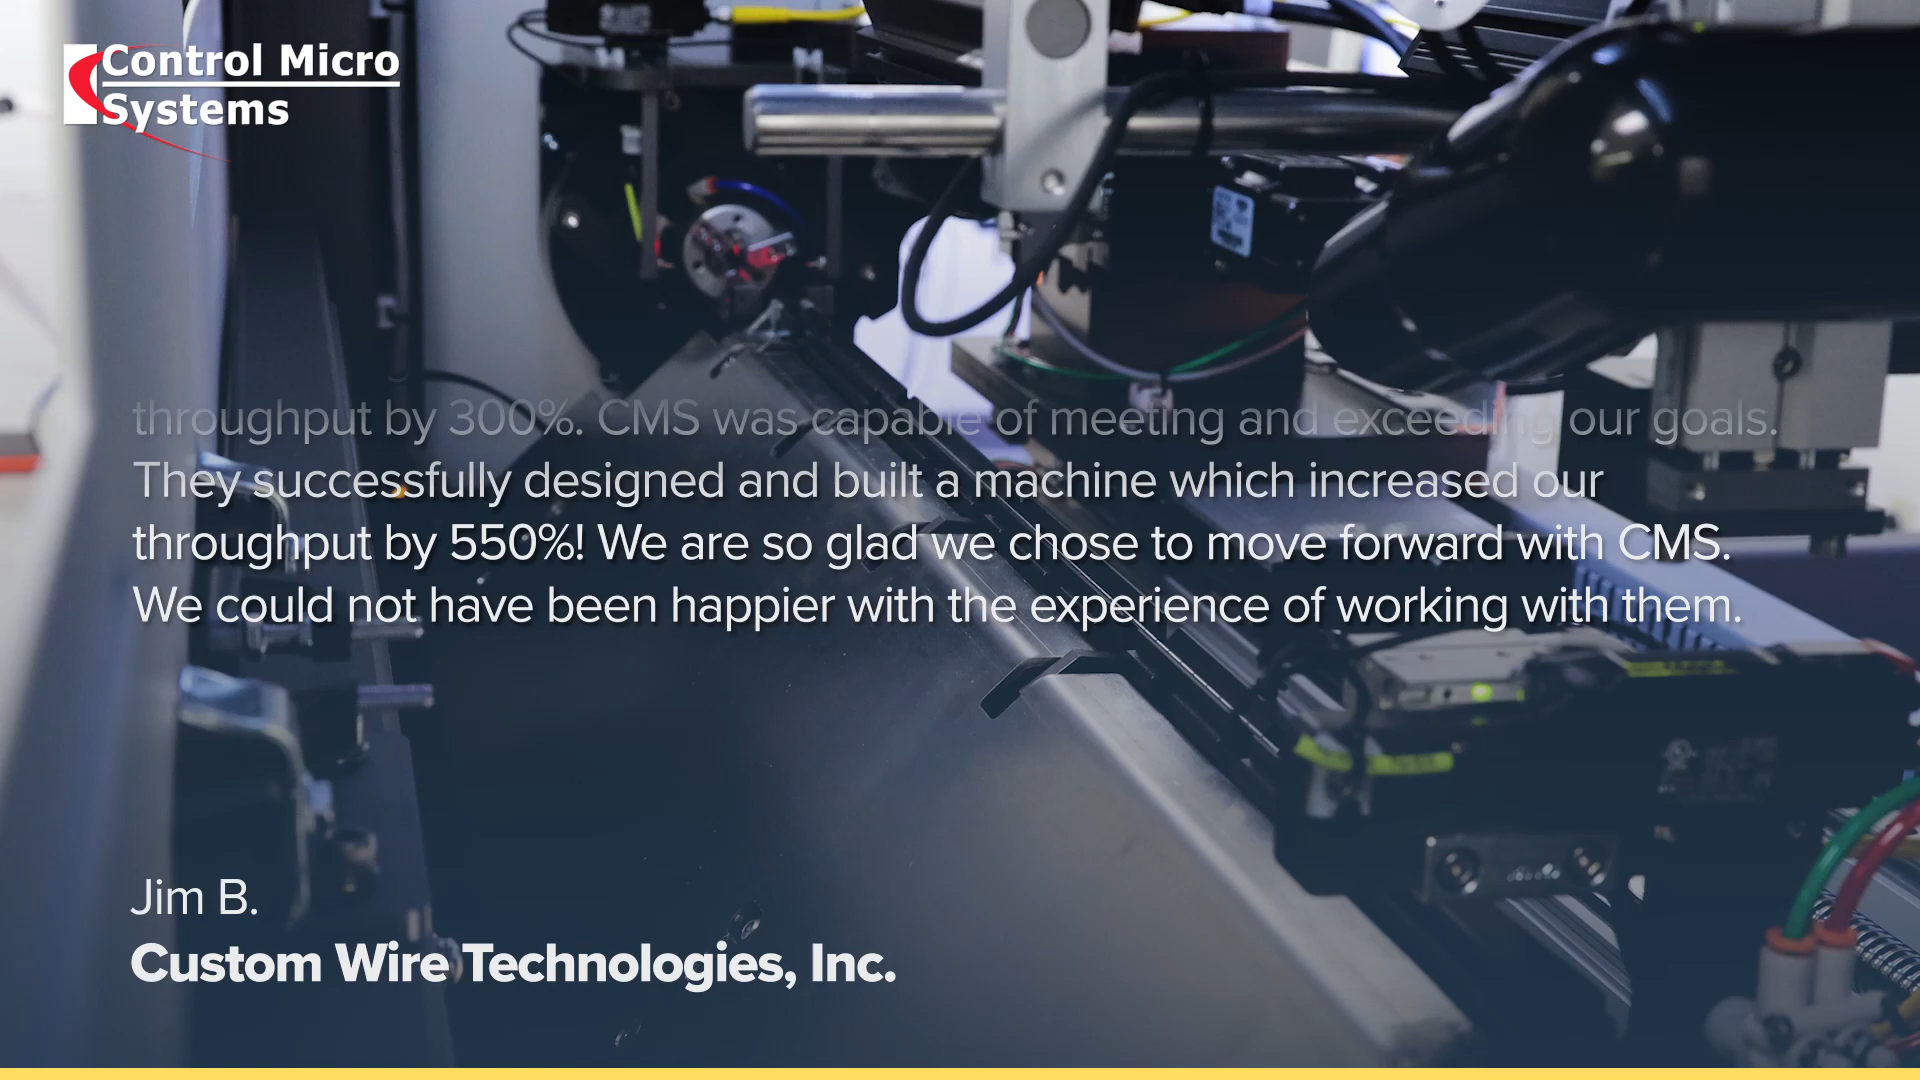 Control Micro
Systems
throughput by 300%. CMS was capable of meeting and exceeding our goals.
They successfully designed and built a machine which increased our
throughput by 550%! We are so glad we chose to move forward with CMS.
We could not have been happier with the experience of working with them.
Jim B.
Custom Wire Technologies, Inc.